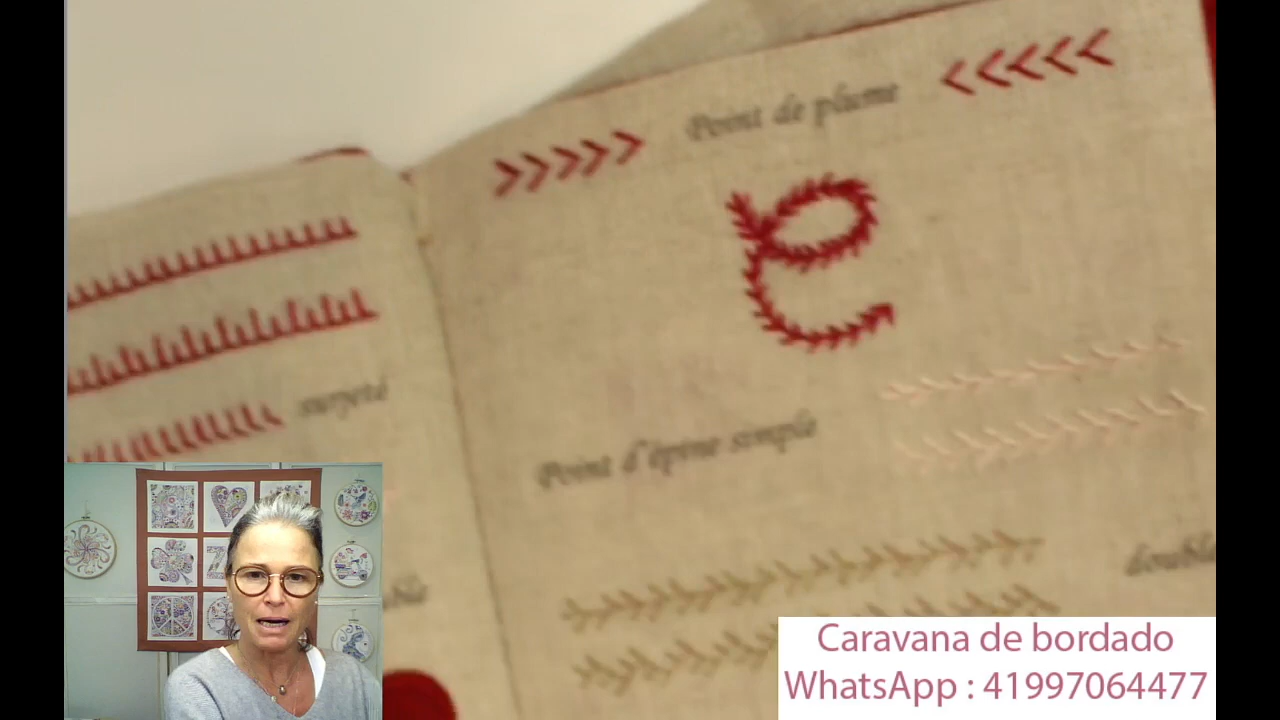 Point de plume
surjeté
Point d'épine simple
double
Caravana de bordado
WhatsApp : 41997064477